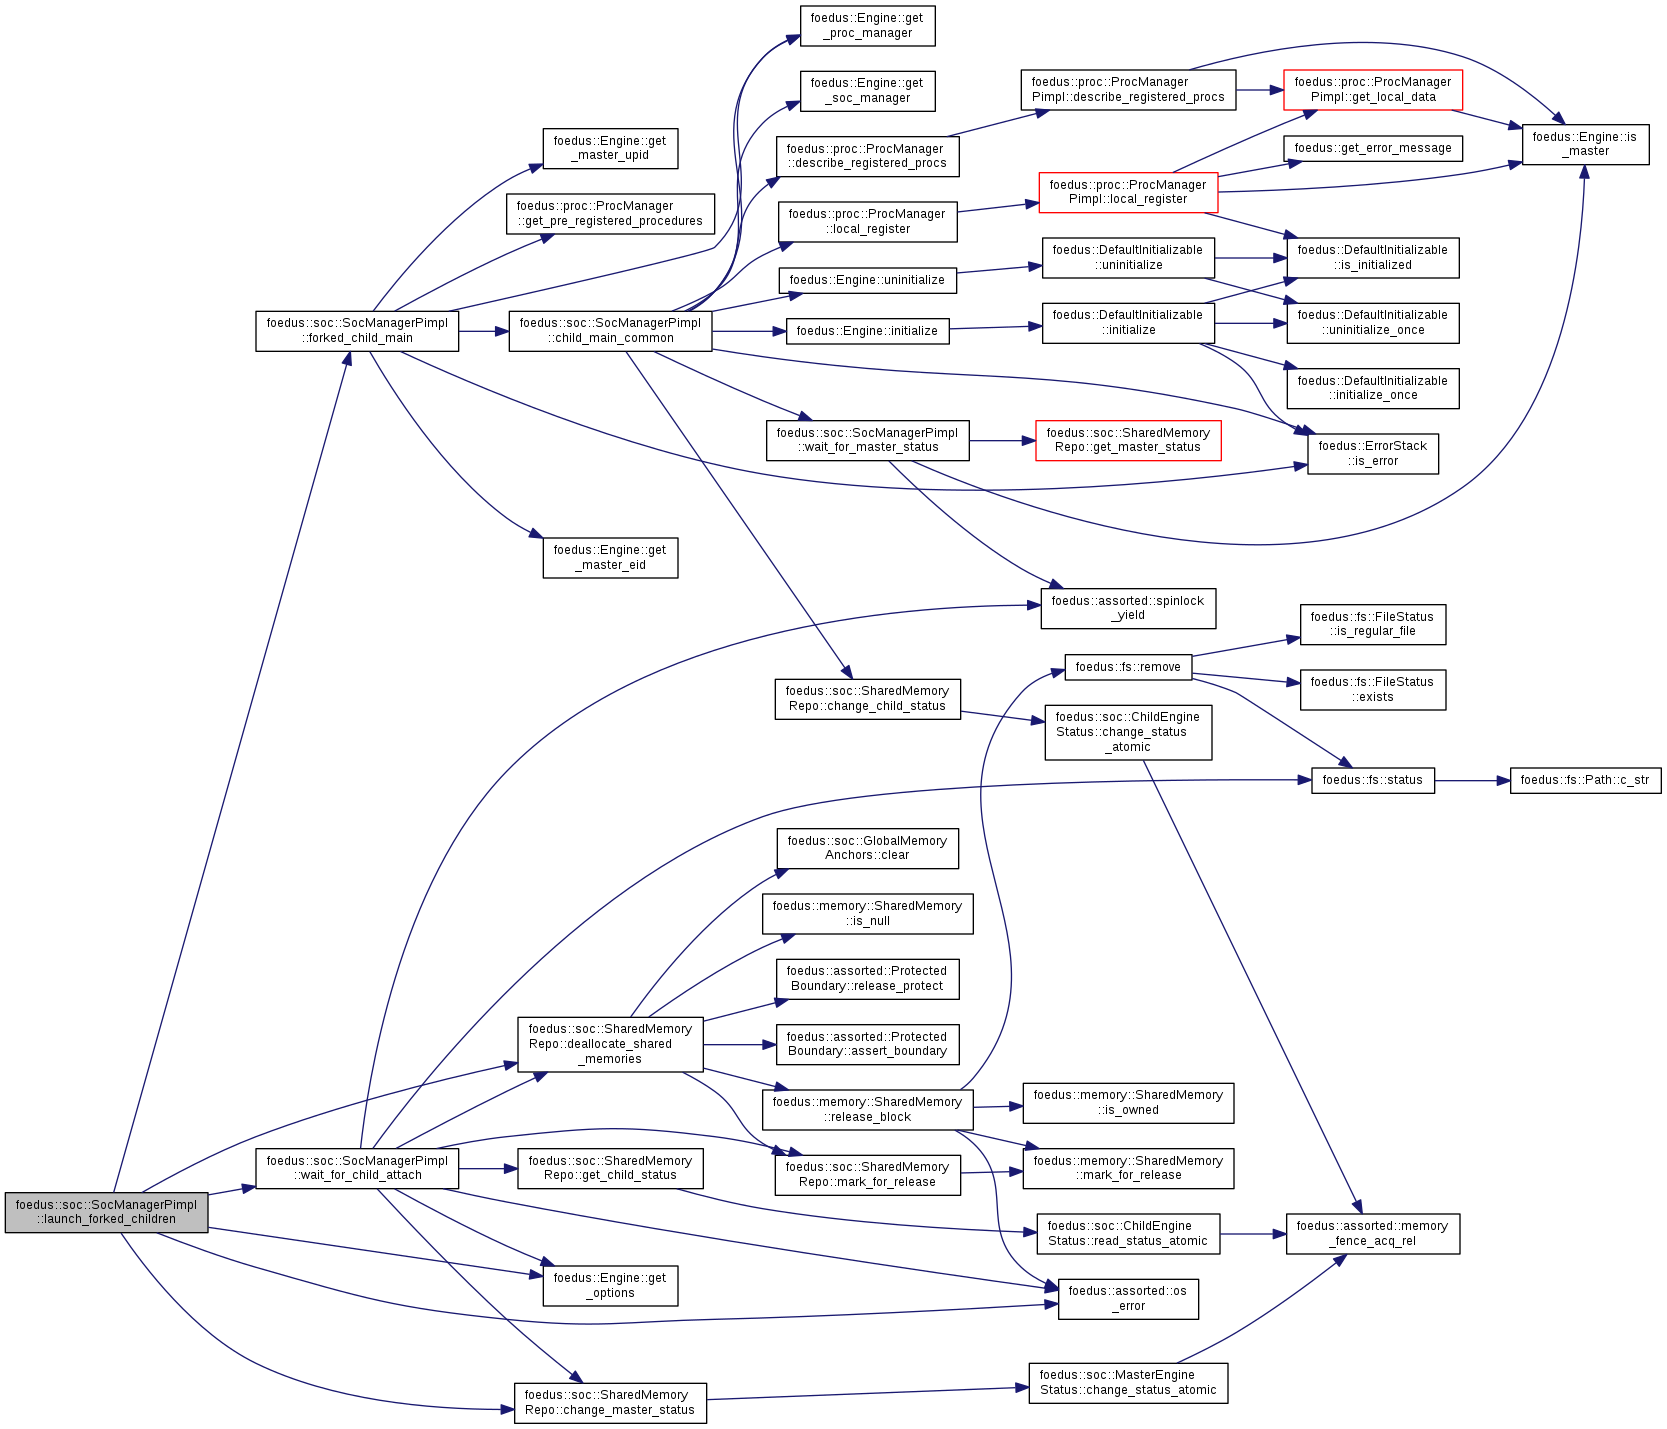 foedus::Engine::get
_proc_manager
foedus::Engine::get
_soc_manager
foedus::proc::ProcManager
Pimpl::describe_registered_procs
foedus::proc::ProcManager
Pimpl::get_local_data
foedus::Engine::is
_master
foedus::Engine::get
_master_upid
foedus::proc::ProcManager
::describe_registered_procs
foedus::get_error_message
foedus::proc::ProcManager
::get_pre_registered_procedures
foedus::proc::ProcManager
::local_register
foedus::proc::ProcManager
Pimpl::local_register
foedus::DefaultInitializable
::uninitialize
foedus::DefaultInitializable
::is_initialized
foedus::Engine::uninitialize
foedus::soc::SocManagerPimpl
::forked_child_main
foedus::soc::SocManagerPimpl
::child_main_common
foedus::Engine::initialize
foedus::DefaultInitializable
::initialize
foedus::DefaultInitializable
::uninitialize_once
foedus::DefaultInitializable
::initialize_once
foedus::soc::SocManagerPimpl
::wait_for_master_status
foedus::soc::SharedMemory
Repo::get_master_status
foedus::ErrorStack
::is_error
foedus::Engine::get
_master_eid
foedus::assorted::spinlock
_yield
foedus::fs::FileStatus
::is_regular_file
foedus::fs::remove
foedus::fs::FileStatus
::exists
foedus::soc::SharedMemory
Repo::change_child_status
foedus::soc::ChildEngine
Status::change_status
_atomic
foedus::fs::status
foedus::fs::Path::c_str
foedus::soc::GlobalMemory
Anchors::clear
foedus::memory::SharedMemory
::is_null
foedus::assorted::Protected
Boundary::release_protect
foedus::soc::SharedMemory
Repo::deallocate_shared
_memories
foedus::assorted::Protected
Boundary::assert_boundary
foedus::memory::SharedMemory
::release_block
foedus::memory::SharedMemory
::is_owned
foedus::soc::SocManagerPimpl
::wait_for_child_attach
foedus::soc::SharedMemory
Repo::get_child_status
foedus::soc::SharedMemory
Repo::mark_for_release
foedus::memory::SharedMemory
::mark_for_release
foedus::soc::SocManagerPimpl
::launch_forked_children
foedus::soc::ChildEngine
Status::read_status_atomic
foedus::assorted::memory
_fence_acq_rel
foedus::Engine::get
_options
foedus::assorted::os
_error
foedus::soc::SharedMemory
Repo::change_master_status
foedus::soc::MasterEngine
Status::change_status_atomic